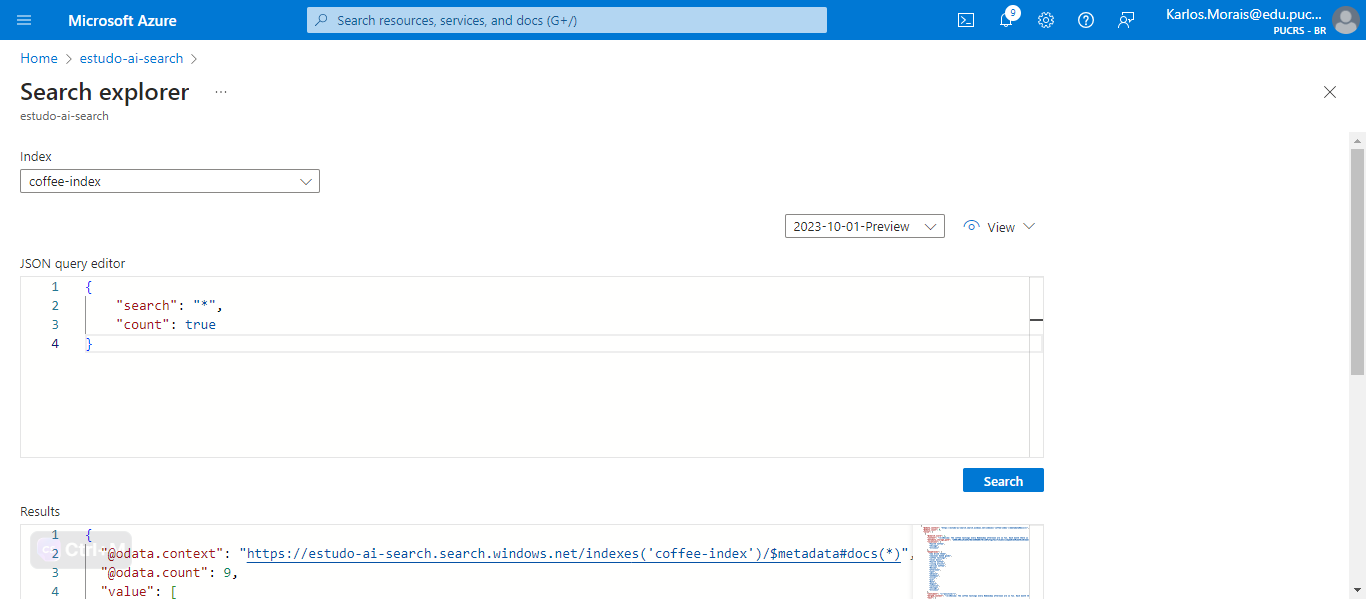 Microsoft Azure
Search resources, services, and docs (G+/)
9
Karlos.Morais@edu.puc...
PUCRS - BR
Home > estudo-ai-search >
Search explorer ...
estudo-ai-search
Index
coffee-index
2023-10-01-Preview
View
JSON query editor
1 {
2 "search": "*",
3 "count": true
4 }
Search
Results
1 {
2 "@odata.context": "https://estudo-ai-search.search.windows.net/indexes('coffee-index')/$metadata#docs(*)",
3 "@odata.count": 9,
4 "value": [